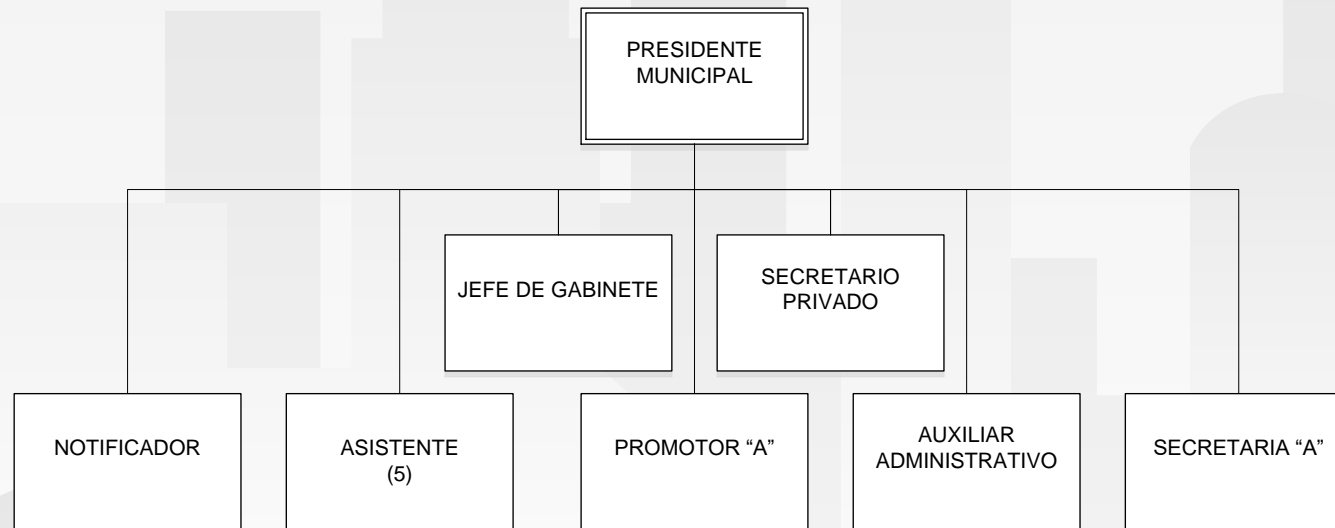 PRESIDENTE
MUNICIPAL
JEFE DE GABINETE
SECRETARIO
PRIVADO
NOTIFICADOR
ASISTENTE
(5)
PROMOTOR “A”
AUXILIAR
ADMINISTRATIVO
SECRETARIA “A”